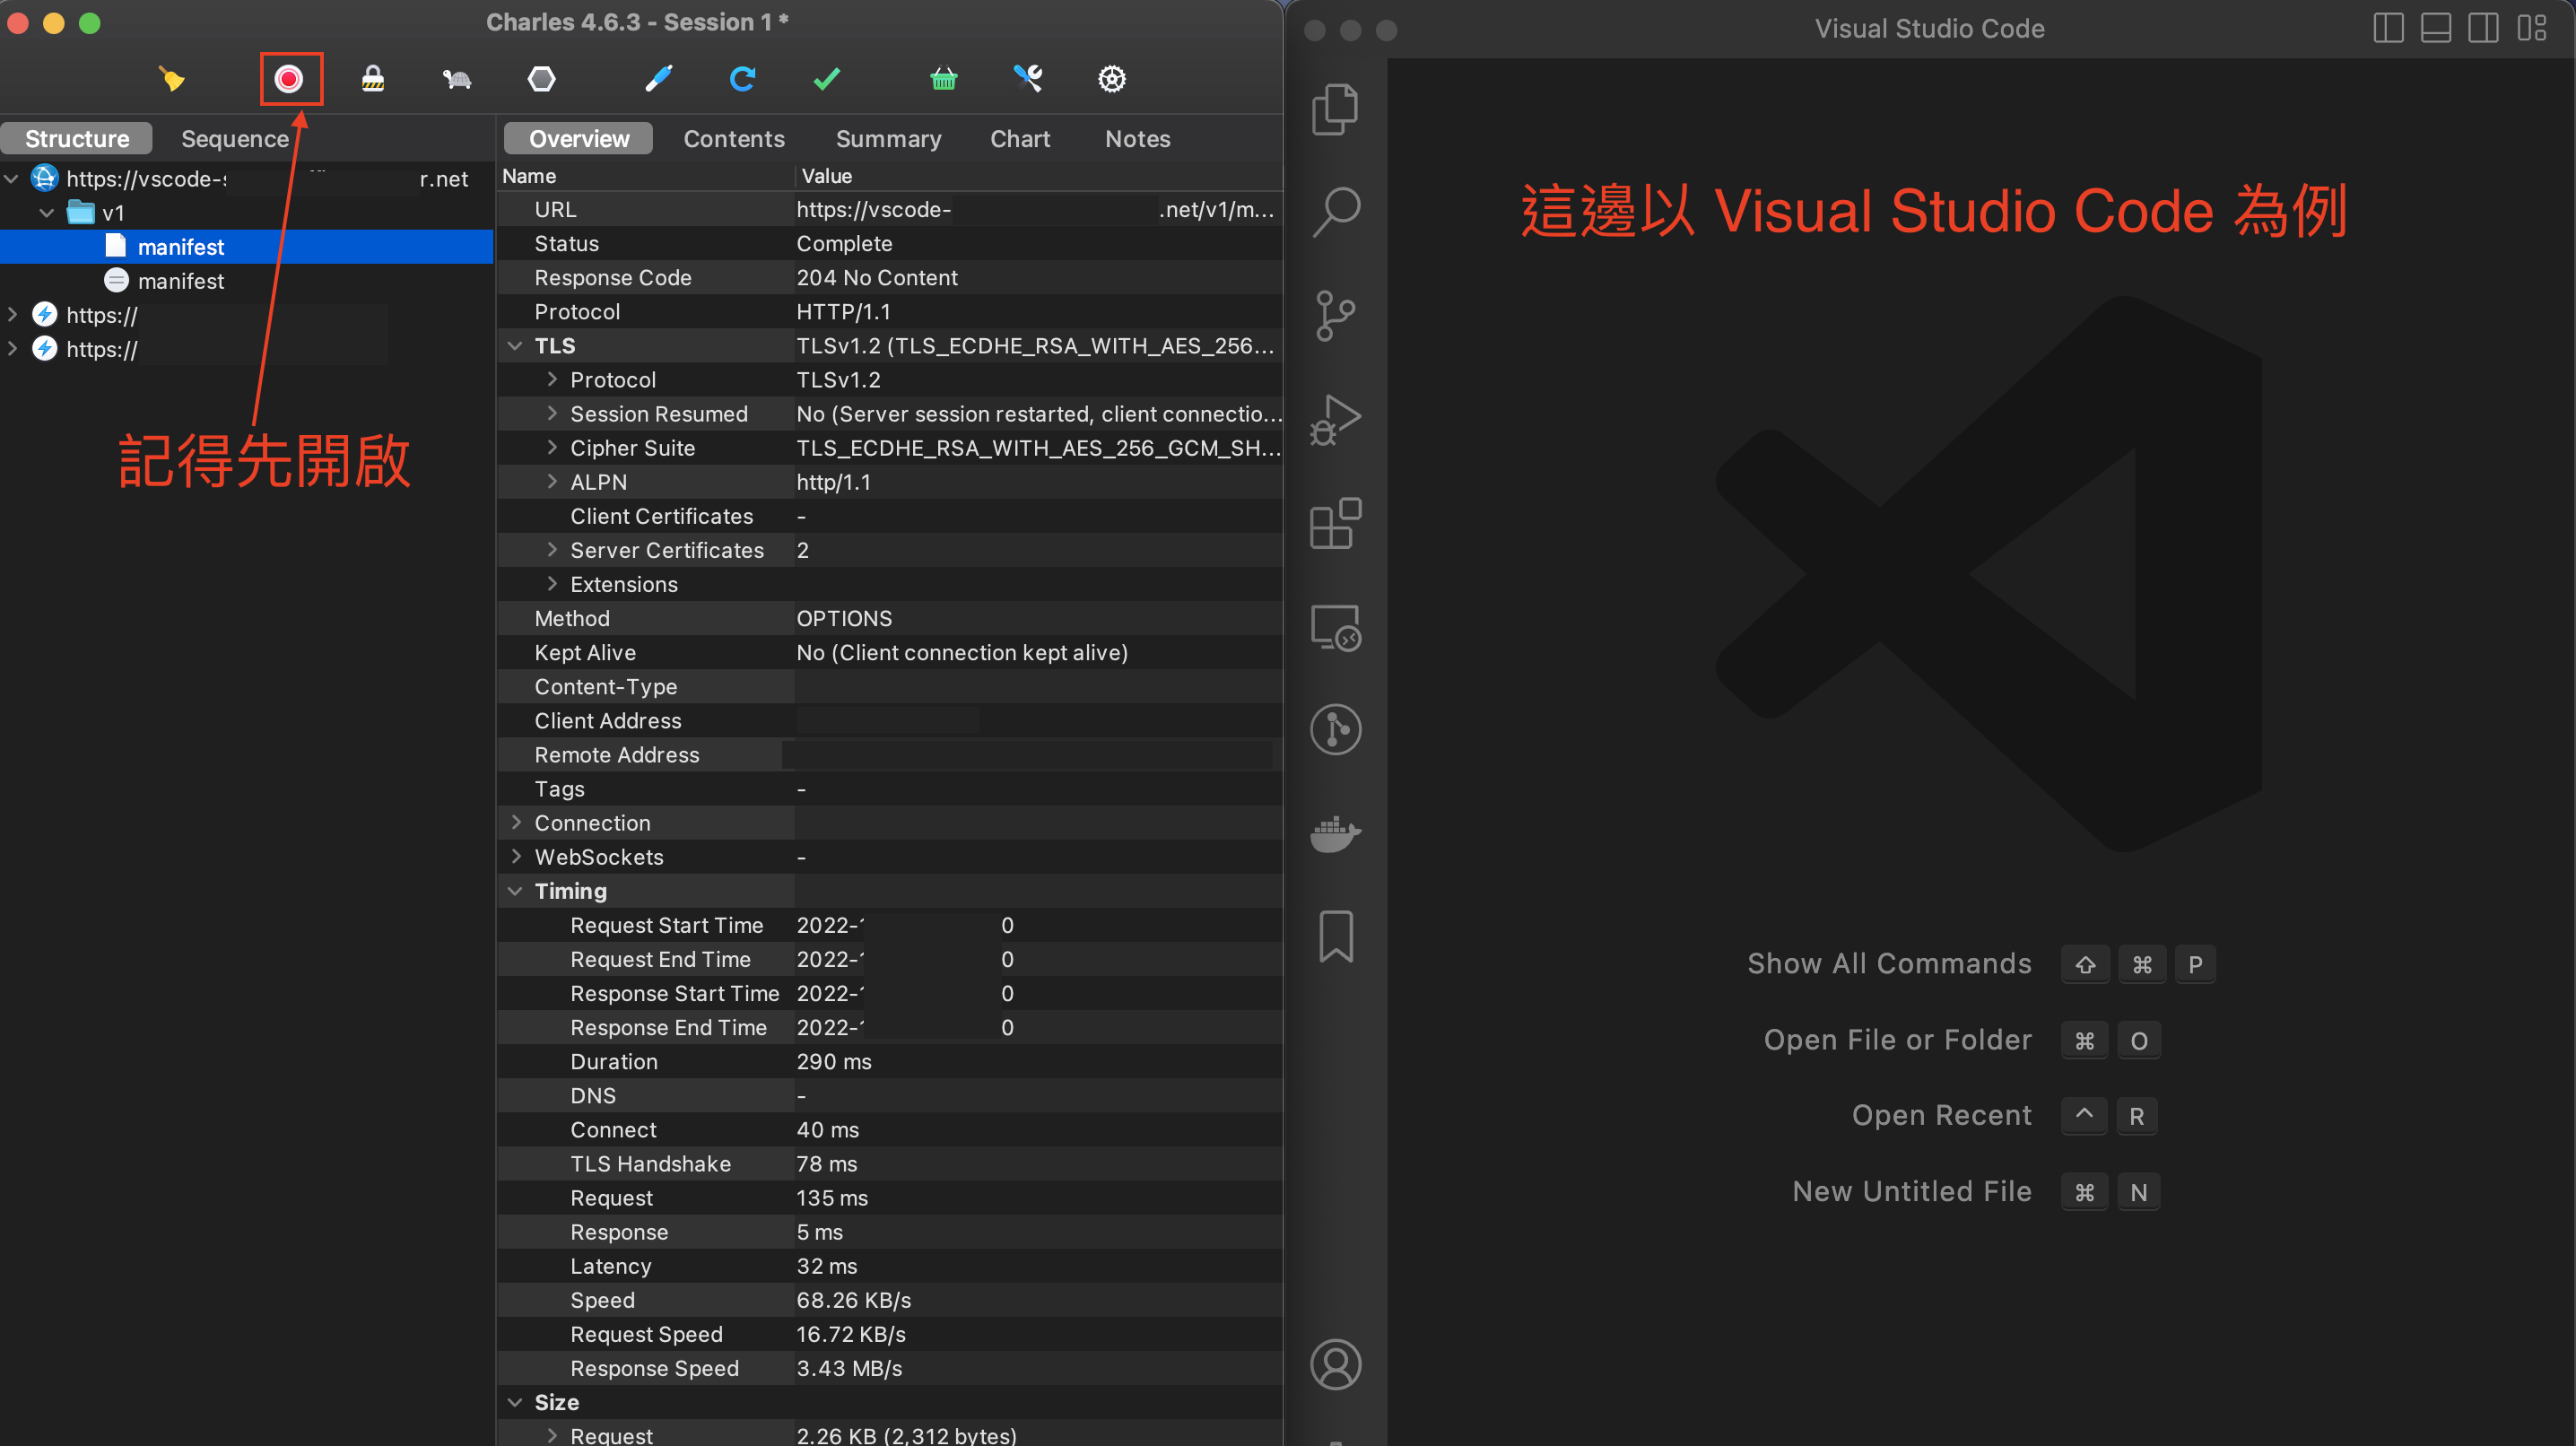 Charles 4.6.3 - Session 1 *
Structure
Sequence
https://vscode-
r.net
v1
manifest
manifest
https://
https://
記得先開啟
Overview
Contents
Summary
Chart
Notes
Name Value
URL https://vscode- .net/v1/m...
Status Complete
Response Code 204 No Content
Protocol HTTP/1.1
TLS TLSv1.2 (TLS_ECDHE_RSA_WITH_AES_256...
Protocol TLSv1.2
Session Resumed No (Server session restarted, client connectio...
Cipher Suite TLS_ECDHE_RSA_WITH_AES_256_GCM_SH...
ALPN http/1.1
Client Certificates -
Server Certificates 2
Extensions
Method OPTIONS
Kept Alive No (Client connection kept alive)
Content-Type
Client Address
Remote Address
Tags -
Connection
WebSockets -
Timing
Request Start Time 2022- 0
Request End Time 2022- 0
Response Start Time 2022- 0
Response End Time 2022- 0
Duration 290 ms
DNS -
Connect 40 ms
TLS Handshake 78 ms
Request 135 ms
Response 5 ms
Latency 32 ms
Speed 68.26 KB/s
Request Speed 16.72 KB/s
Response Speed 3.43 MB/s
Size
Request 2.26 KB (2,312 bytes)
Visual Studio Code
這邊以 Visual Studio Code 為例
Show All Commands ⇧ ⌘ P
Open File or Folder ⌘ O
Open Recent ^ R
New Untitled File ⌘ N